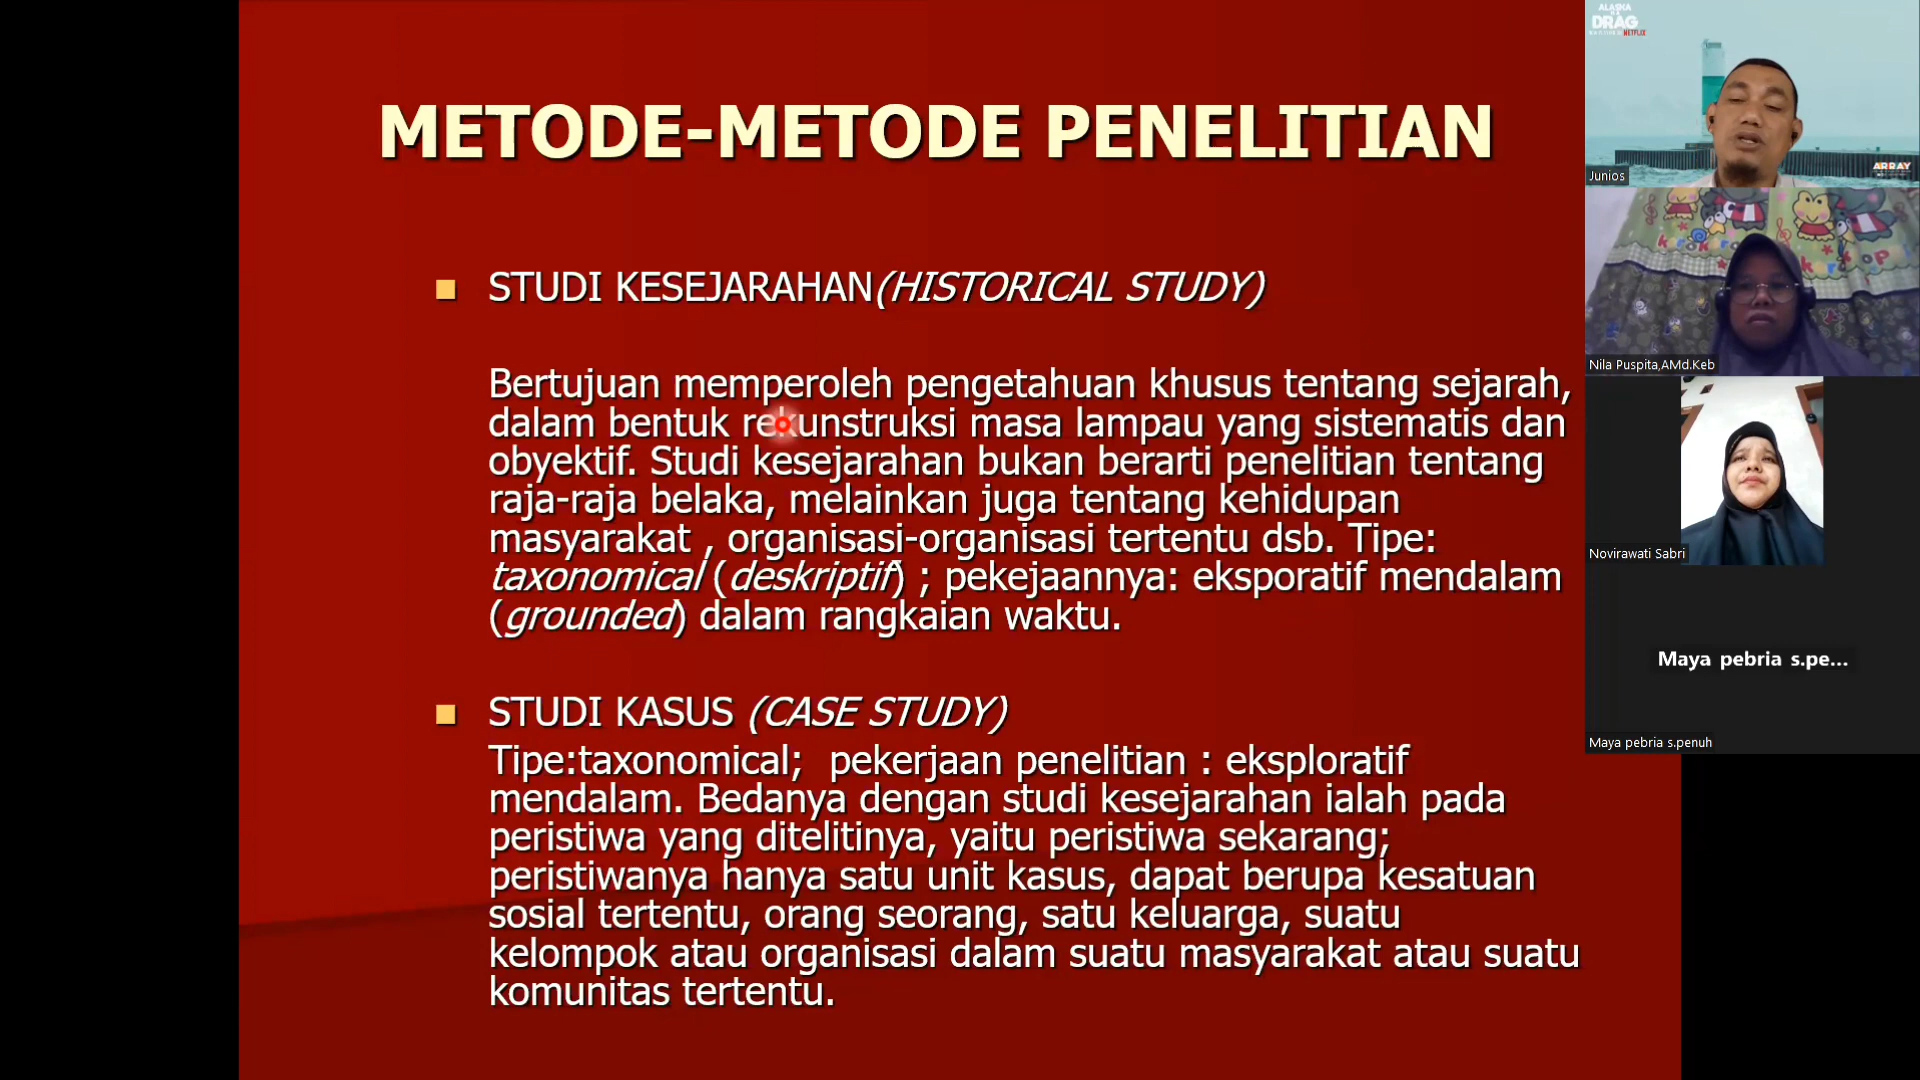 METODE-METODE PENELITIAN
STUDI KESEJARAHAN(HISTORICAL STUDY)
Bertujuan memperoleh pengetahuan khusus tentang sejarah,
dalam bentuk rekunstruksi masa lampau yang sistematis dan
obyektif. Studi kesejarahan bukan berarti penelitian tentang
raja-raja belaka, melainkan juga tentang kehidupan
masyarakat , organisasi-organisasi tertentu dsb. Tipe:
taxonomical (deskriptif) ; pekejaannya: eksporatif mendalam
(grounded) dalam rangkaian waktu.
STUDI KASUS (CASE STUDY)
Tipe:taxonomical; pekerjaan penelitian : eksploratif
mendalam. Bedanya dengan studi kesejarahan ialah pada
peristiwa yang ditelitinya, yaitu peristiwa sekarang;
peristiwanya hanya satu unit kasus, dapat berupa kesatuan
sosial tertentu, orang seorang, satu keluarga, suatu
kelompok atau organisasi dalam suatu masyarakat atau suatu
komunitas tertentu.
ALASKA
DRAG
NETFLIX
ARRAY
Junios
Nila Puspita,AMd.Keb
Novirawati Sabri
Maya pebria s.pe...
Maya pebria s.penuh